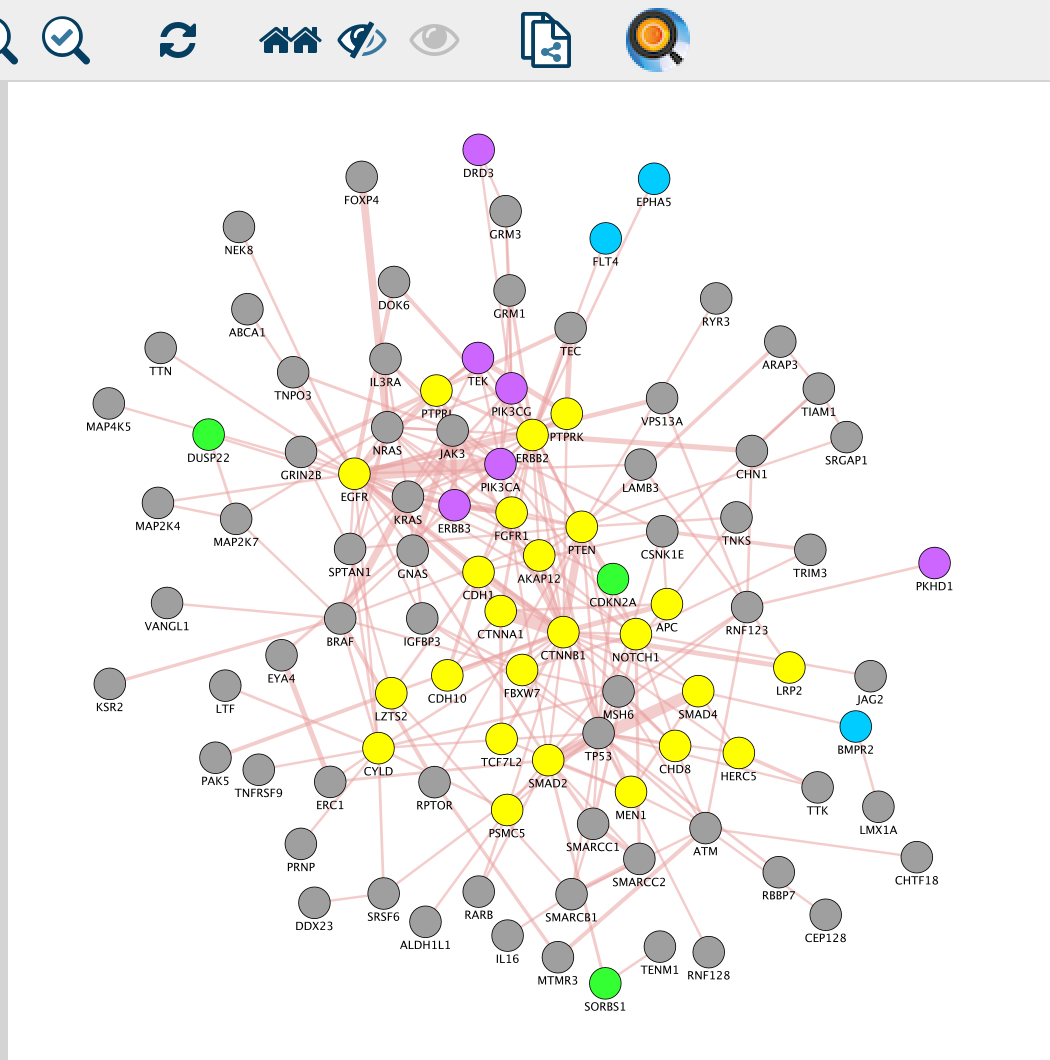 DRD3
FOXP4
EPHA5
GRM3
NEK8
FLT4
DOK6
GRM1
RYR3
ABCA1
TEC
ARAP3
TTN
IL3RA
TEK
TNPO3
PIK3CG
PTPRJ
TIAM1
MAP4K5
VPS13A
PTPRK
NRAS
JAK3
ERBB2
DUSP22
SRGAP1
GRIN2B
CHN1
PIK3CA
LAMB3
EGFR
MAP2K4
KRAS
ERBB3
FGFR1
MAP2K7
TNKS
PTEN
CSNK1E
SPTAN1
GNAS
TRIM3
AKAP12
PKHD1
CDH1
CDKN2A
VANGL1
APC
RNF123
CTNNA1
BRAF
IGFBP3
CTNNB1
NOTCH1
EYA4
LRP2
JAG2
KSR2
LTF
CDH10
FBXW7
LZTS2
MSH6
SMAD4
BMPR2
TP53
TCF7L2
CYLD
CHD8
HERC5
PAK5
TNFRSF9
SMAD2
ERC1
RPTOR
TTK
MEN1
LMX1A
PSMC5
SMARCC1
ATM
PRNP
SMARCC2
CHTF18
RBBP7
SRSF6
RARB
SMARCB1
DDX23
CEP128
ALDH1L1
IL16
MTMR3
TENM1
RNF128
SORBS1